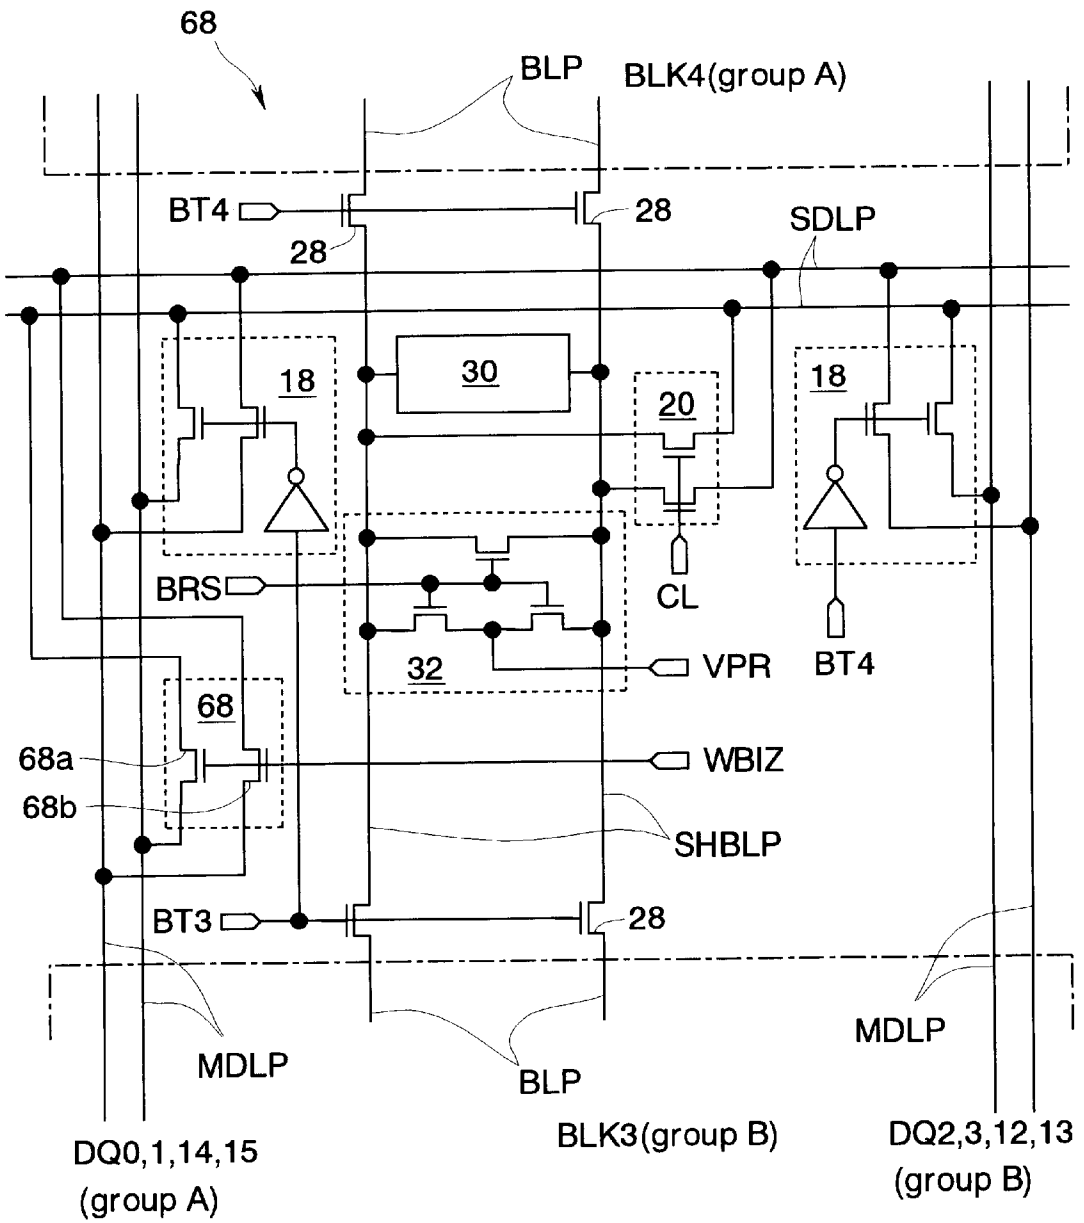 68
BLP
BLK4(group A)
BT4
28
28
SDLP
18
30
20
18
BRS
CL
32
VPR
BT4
68
68a
WBIZ
68b
SHBLP
BT3
28
MDLP
BLP
MDLP
BLK3(group B)
DQ0,1,14,15
(group A)
DQ2,3,12,13
(group B)